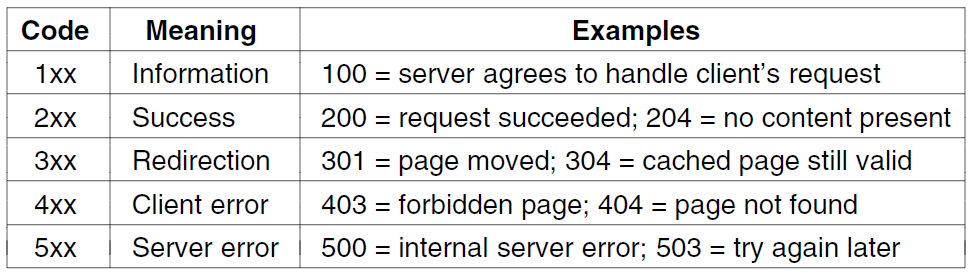 Code Meaning Examples
1xx Information 100 = server agrees to handle client's request
2xx Success 200 = request succeeded; 204 = no content present
3xx Redirection 301 = page moved; 304 = cached page still valid
4xx Client error 403 = forbidden page; 404 = page not found
5xx Server error 500 = internal server error; 503 = try again later